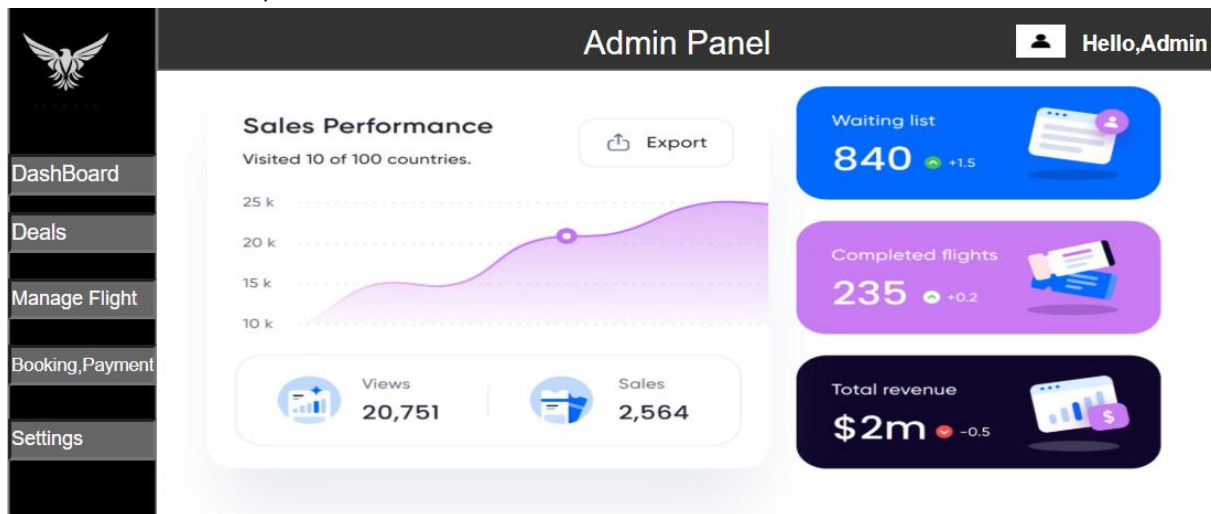 Admin Panel
Hello,Admin
DashBoard
Deals
Manage Flight
Booking,Payment
Settings
Sales Performance
Visited 10 of 100 countries.
Export
25 k
20 k
15 k
10 k
Views
20,751
Sales
2,564
Waiting list
840 +1.5
Completed flights
235 +0.2
Total revenue
$2m -0.5
$